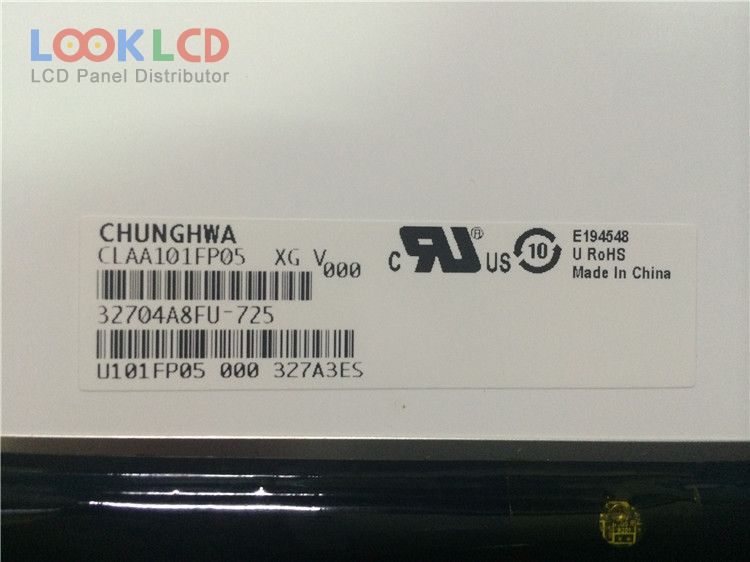 LOOKLCD
LCD Panel Distributor
CHUNGHWA
CLAA101FP05 XG V000
32704A8FU-725
U101FP05 000 327A3ES
C RU ® US 10
E194548
U RoHS
Made In China